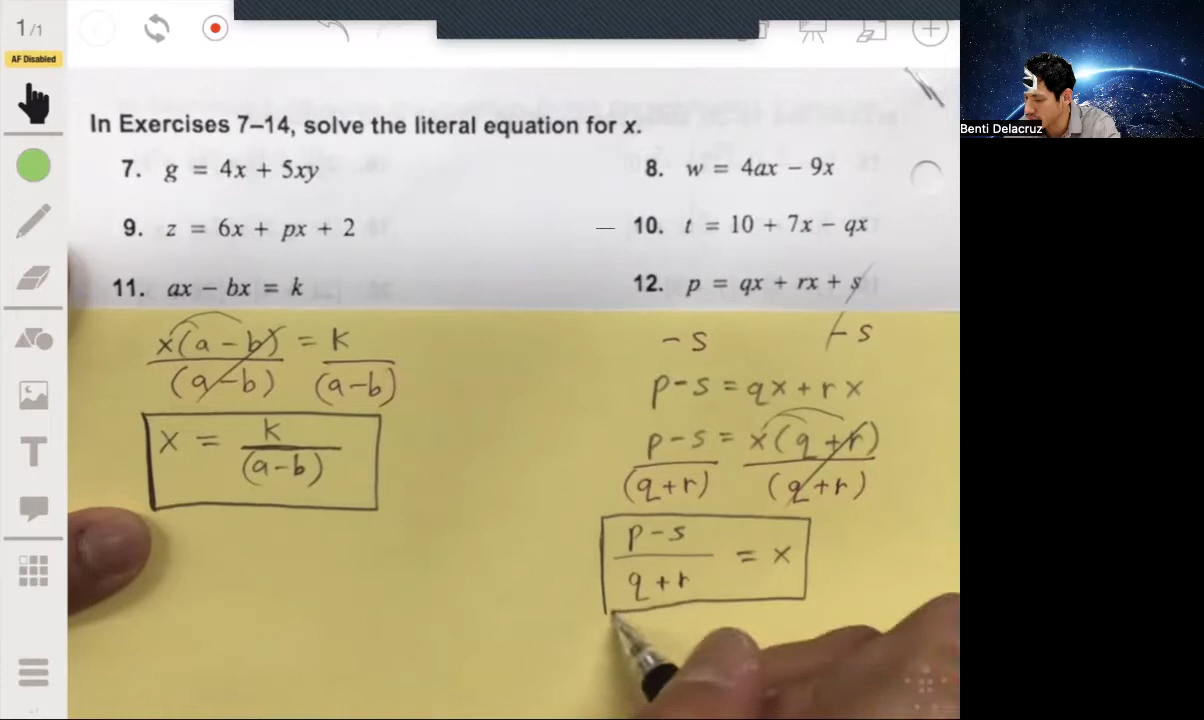 1/1
AF Disabled
In Exercises 7–14, solve the literal equation for x.
7. g = 4x + 5xy
8. w = 4ax − 9x
9. z = 6x + px + 2
10. t = 10 + 7x − qx
11. ax − bx = k
12. p = qx + rx + s
x(a − b) = k
(a−b) (a−b)
x = k
(a−b)
−s −s
p−s = qx+rx
p−s = x(q+r)
(q+r) (q+r)
p−s
q+r = x
T
Benti Delacruz